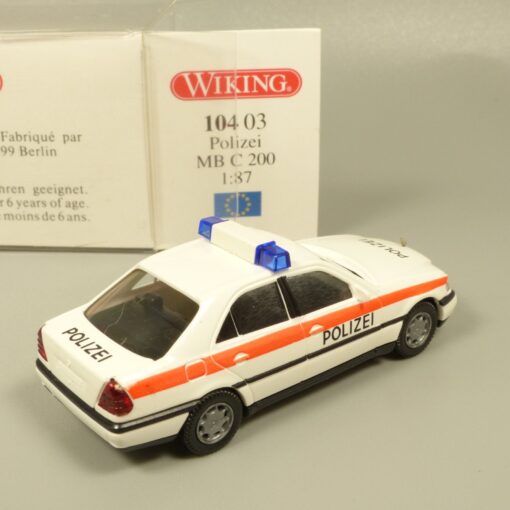 WIKING®
104 03
Polizei
MB C 200
1:87
Fabriqué par
99 Berlin
hren geeignet.
r 6 years of age.
e moins de 6 ans.
POLIZEI
POLIZEI
POLIZEI